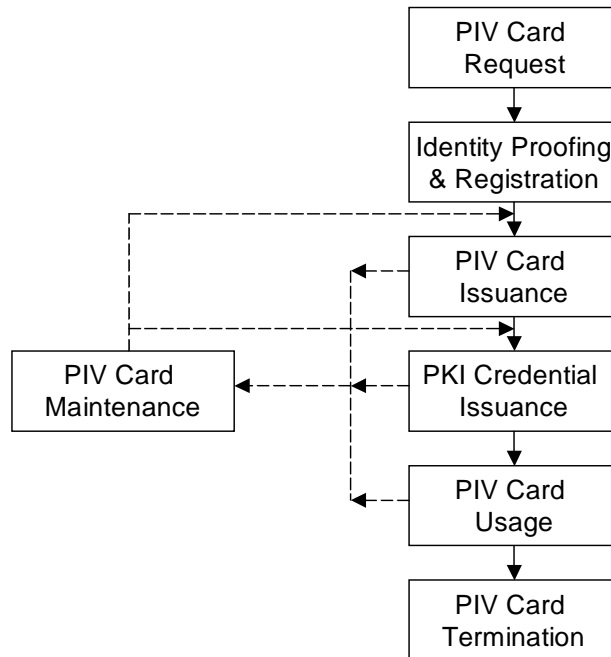 PIV Card
Request
Identity Proofing
& Registration
PIV Card
Issuance
PIV Card
Maintenance
PKI Credential
Issuance
PIV Card
Usage
PIV Card
Termination